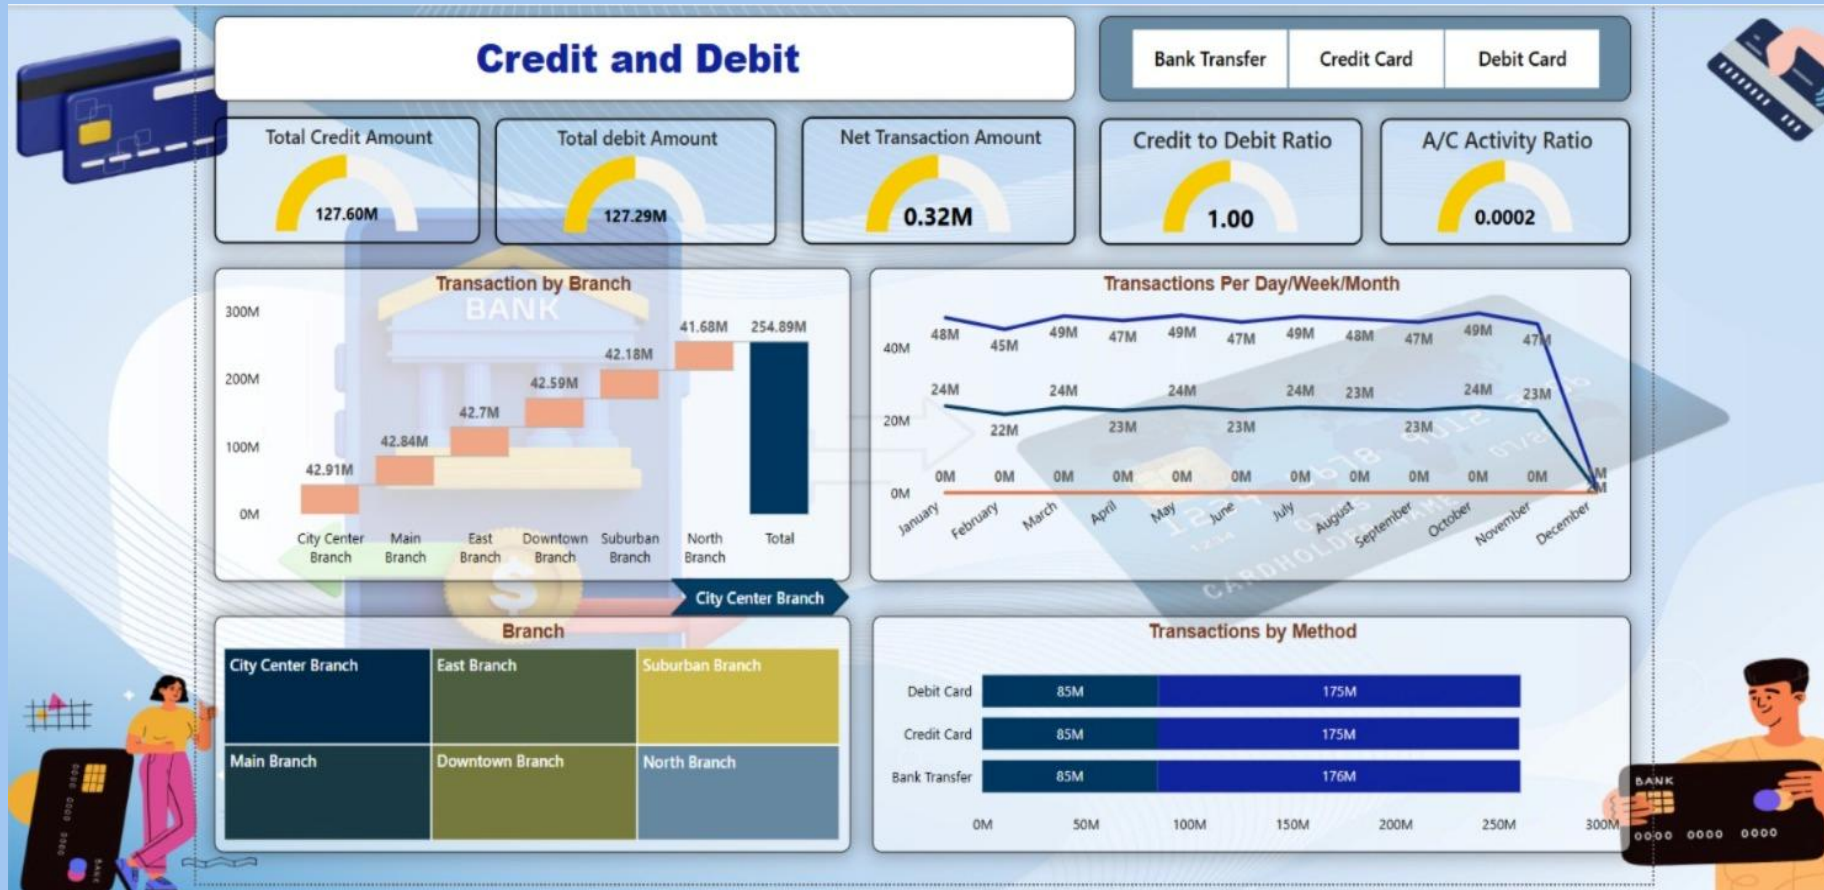 Credit and Debit
Bank Transfer Credit Card Debit Card
Total Credit Amount
127.60M
Total debit Amount
127.29M
Net Transaction Amount
0.32M
Credit to Debit Ratio
1.00
A/C Activity Ratio
0.0002
Transaction by Branch
BANK
300M
200M
100M
0M
42.91M
42.84M
42.7M
42.59M
42.18M
41.68M
254.89M
City Center
Branch
Main
Branch
East
Branch
Downtown
Branch
Suburban
Branch
North
Branch
Total
Transactions Per Day/Week/Month
40M
20M
0M
48M 45M 49M 47M 49M 47M 49M 48M 47M 49M 47M
24M 22M 24M 23M 24M 23M 24M 23M 23M 24M 23M
0M 0M 0M 0M 0M 0M 0M 0M 0M 0M 0M
January February March April May June July August September October November December
CARDHOLDER NAME
City Center Branch
Branch
City Center Branch East Branch Suburban Branch
Main Branch Downtown Branch North Branch
Transactions by Method
Debit Card 85M 175M
Credit Card 85M 175M
Bank Transfer 85M 176M
0M 50M 100M 150M 200M 250M 300M
BANK
0000 0000 0000
BANK